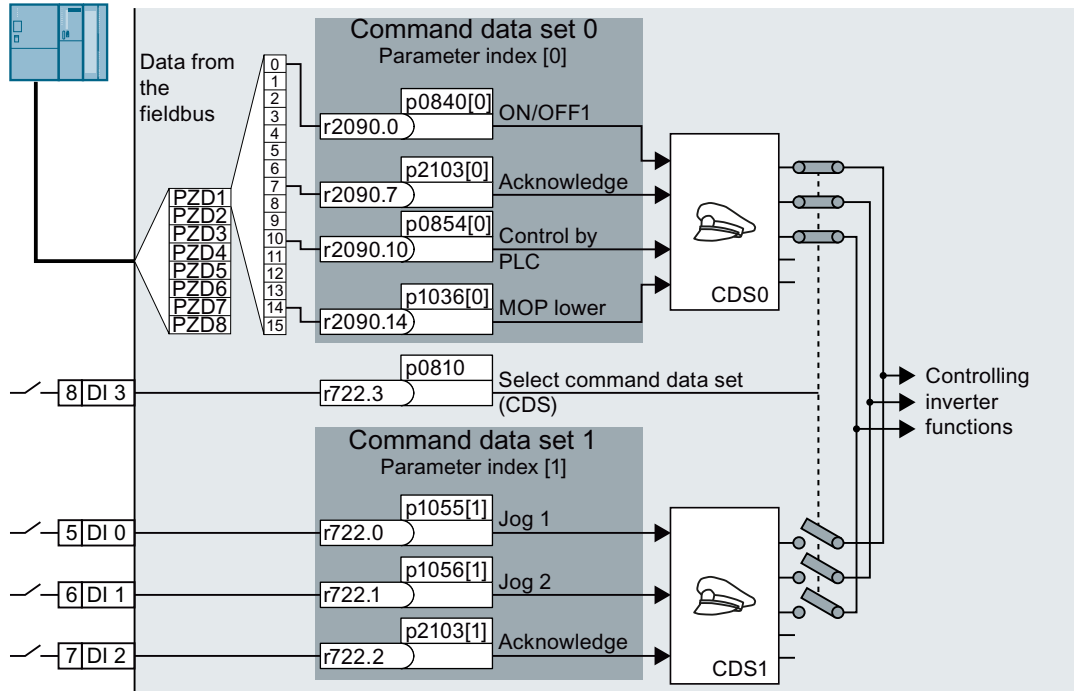 Command data set 0
Parameter index [0]
Data from
the
fieldbus
0
1
2
3
4
5
6
7
8
9
10
11
12
13
14
15
PZD1
PZD2
PZD3
PZD4
PZD5
PZD6
PZD7
PZD8
p0840[0]
r2090.0
ON/OFF1
p2103[0]
r2090.7
Acknowledge
p0854[0]
r2090.10
Control by
PLC
p1036[0]
r2090.14
MOP lower
CDS0
8 DI 3
p0810
r722.3
Select command data set
(CDS)
Controlling
inverter
functions
Command data set 1
Parameter index [1]
5 DI 0
p1055[1]
r722.0
Jog 1
6 DI 1
p1056[1]
r722.1
Jog 2
7 DI 2
p2103[1]
r722.2
Acknowledge
CDS1